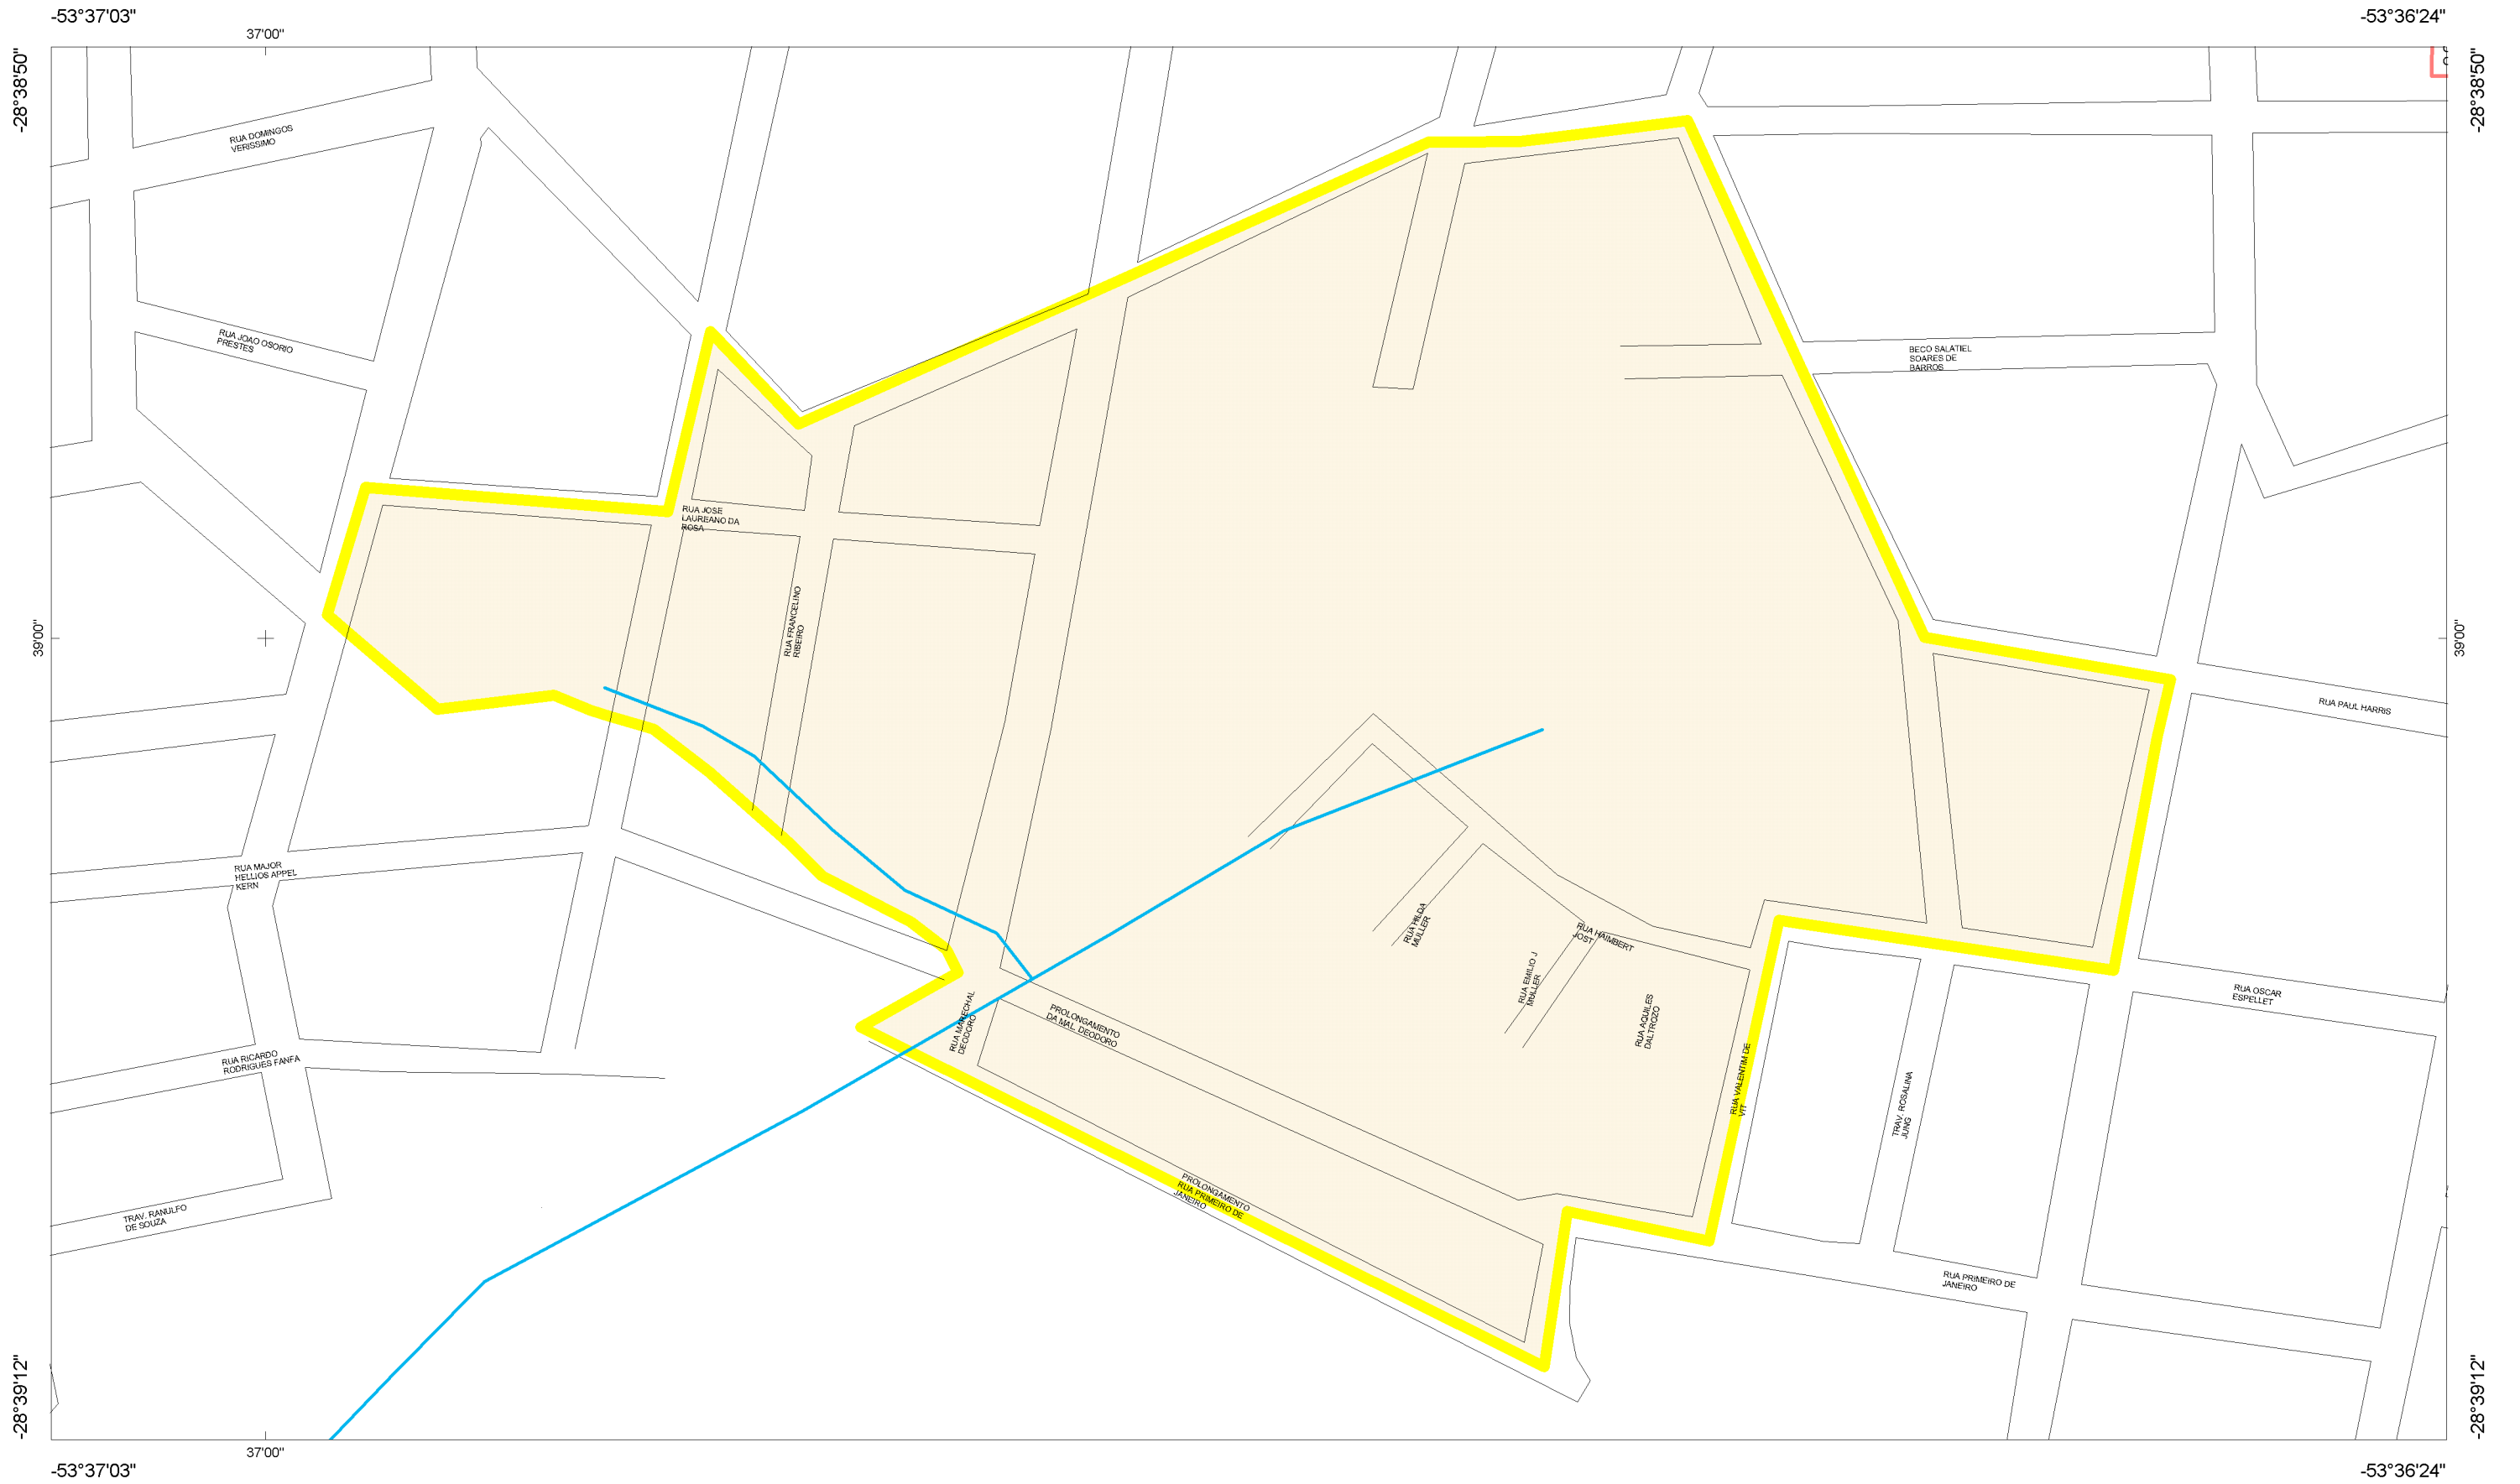 -53°37'03"
-53°36'24"
37'00"
-28°38'50"
-28°38'50"
C
RUA DOMINGOS
VERISSIMO
RUA JOAO OSORIO
PRESTES
BECO SALATIEL
SOARES DE
BARROS
RUA JOSE
LAUREANO DA
ROSA
RUA FRANCELINO
RIBEIRO
39'00"
39'00"
RUA PAUL HARRIS
RUA MAJOR
HELLIOS APPEL
KERN
RUA HILDA
MULLER
RUA HAIMBERT
JOST
RUA EMILIO J
MULLER
RUA AQUILES
DALTROZO
RUA OSCAR
ESPELLET
RUA MARECHAL
DEODORO
PROLONGAMENTO
DA MAL. DEODORO
RUA RICARDO
RODRIGUES FANFA
RUA VALENTIM DE
VIT
TRAV. ROSALINA
JUNG
PROLONGAMENTO
RUA PRIMEIRO DE
JANEIRO
TRAV. RANULFO
DE SOUZA
RUA PRIMEIRO DE
JANEIRO
-28°39'12"
-28°39'12"
37'00"
-53°37'03"
-53°36'24"